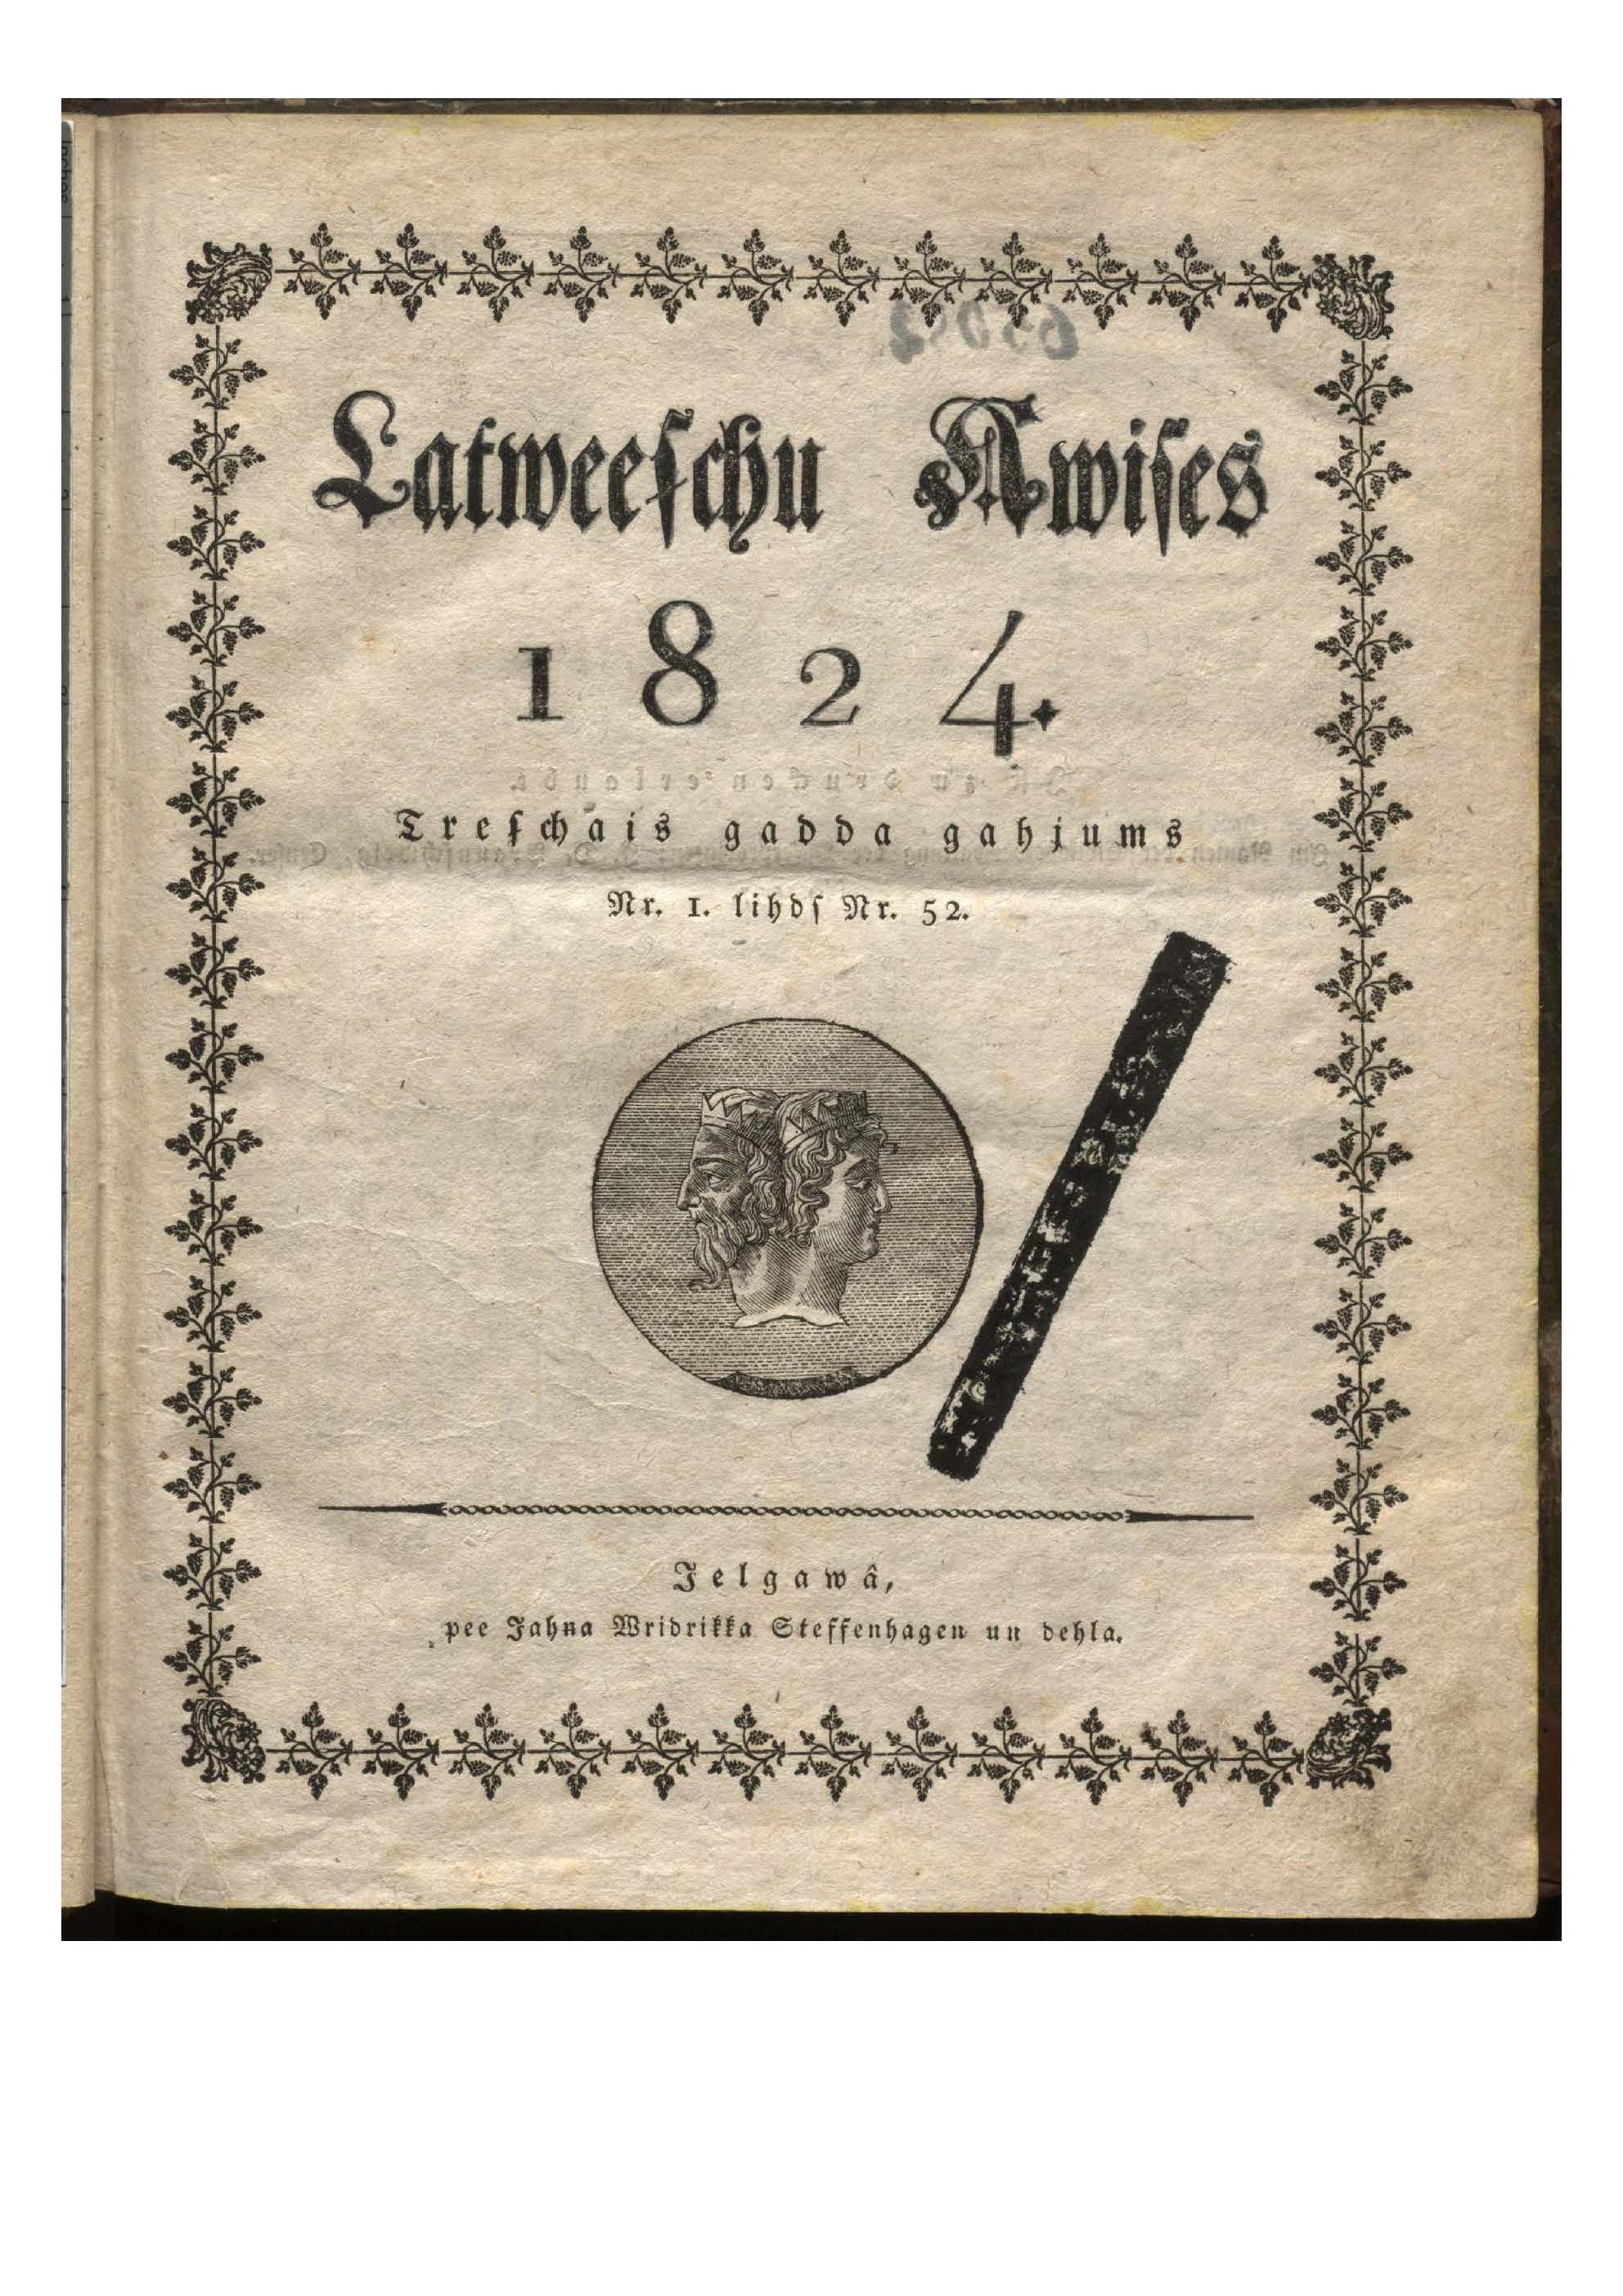 Latweeſchu Awiſes
1824.
Treſchais gadda gahjums
Nr. 1. lihdſ Nr. 52.
Jelgawâ,
pee Jahna Wridrikka Steffenhagen un dehla.